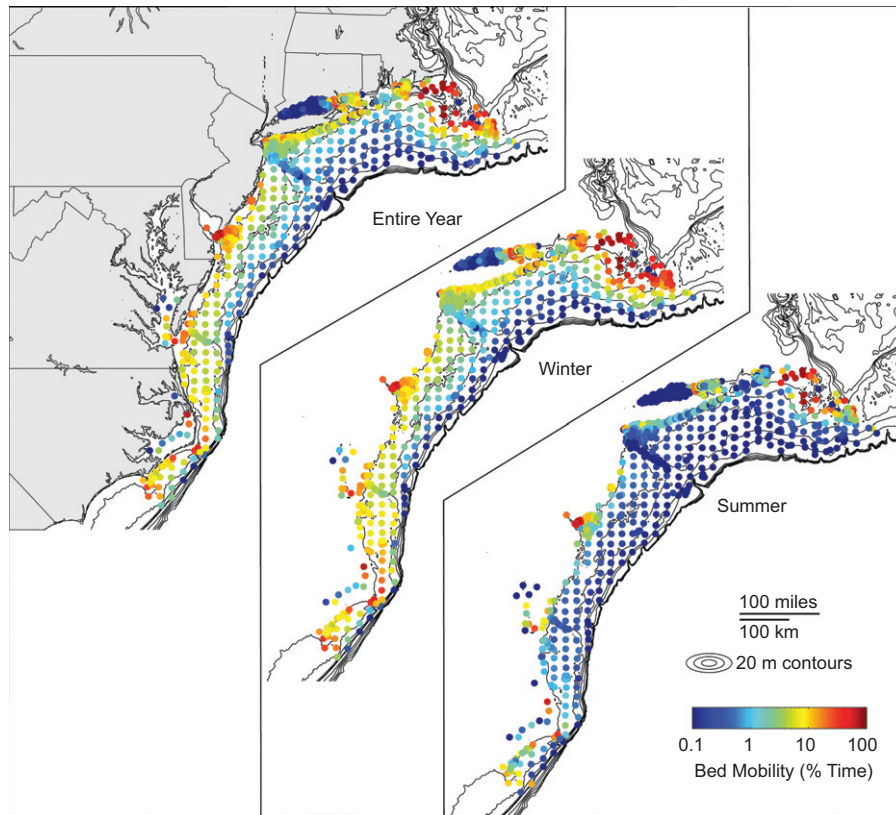 Entire Year
Winter
Summer
100 miles
100 km
20 m contours
0.1 1 10 100
Bed Mobility (% Time)